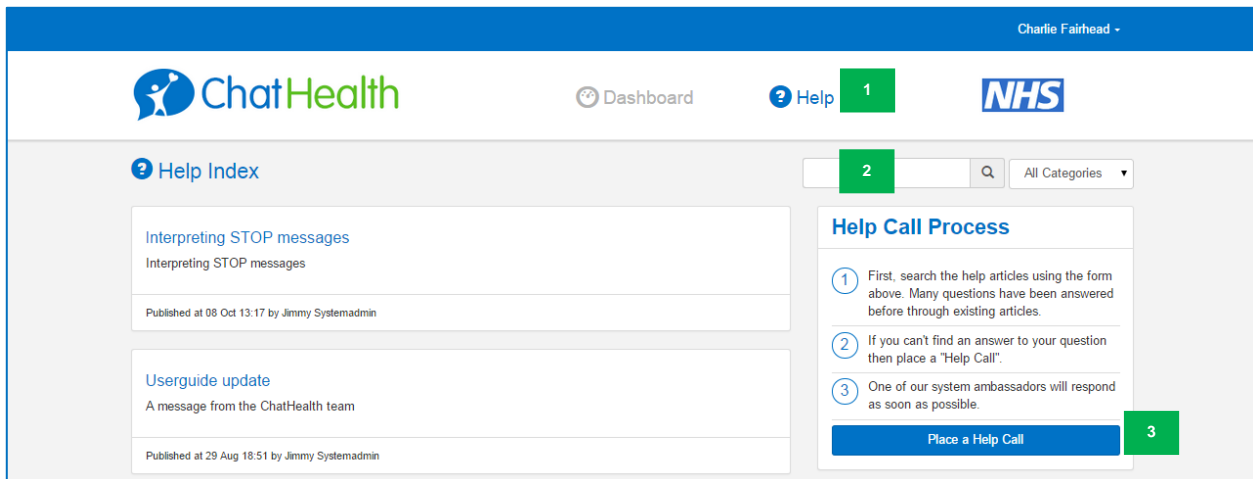 Charlie Fairhead
ChatHealth
Dashboard
? Help
1
NHS
? Help Index
2
All Categories
Interpreting STOP messages
Interpreting STOP messages
Published at 08 Oct 13:17 by Jimmy Systemadmin
Userguide update
A message from the ChatHealth team
Published at 29 Aug 18:51 by Jimmy Systemadmin
Help Call Process
1 First, search the help articles using the form
above. Many questions have been answered
before through existing articles.
2 If you can't find an answer to your question
then place a "Help Call".
3 One of our system ambassadors will respond
as soon as possible.
Place a Help Call
3